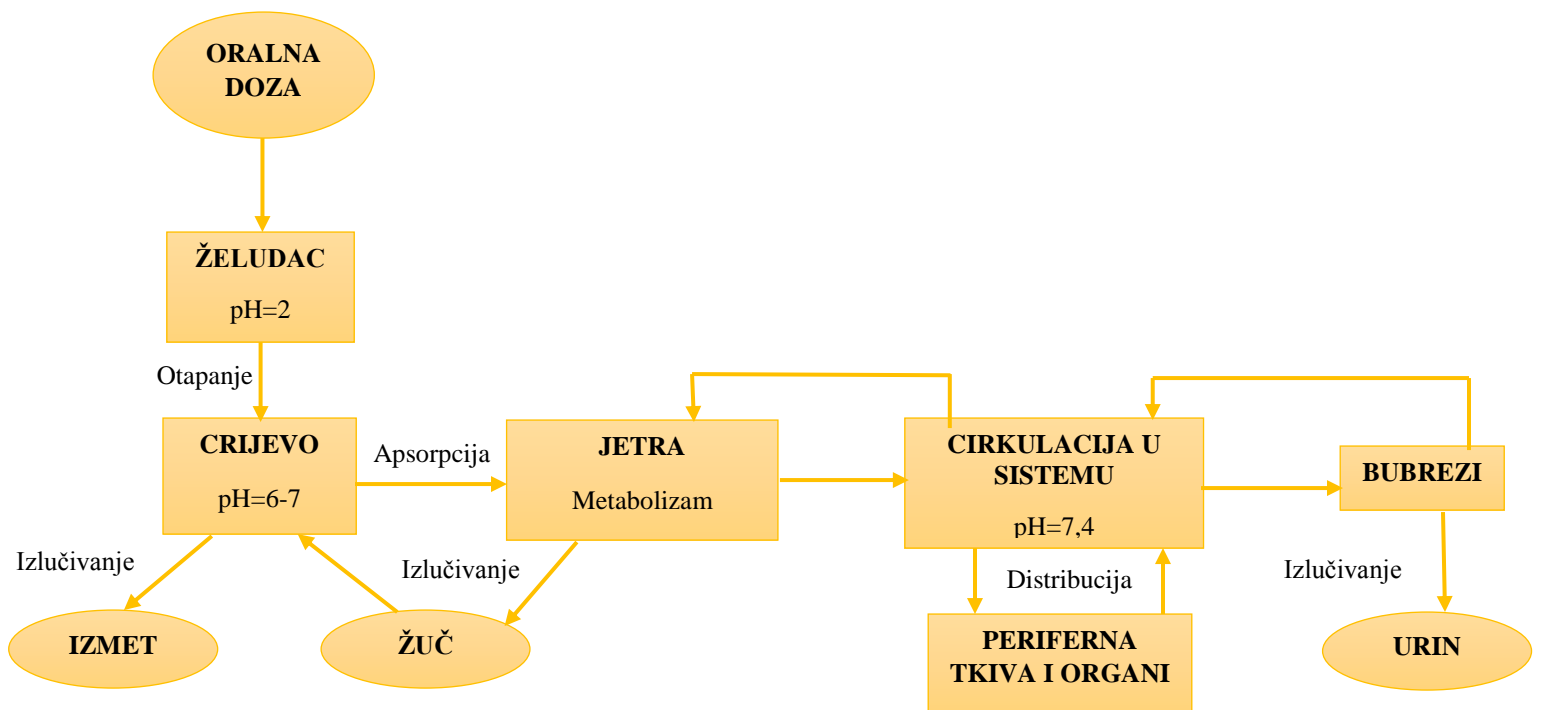 ORALNA
DOZA
ŽELUDAC
pH=2
Otapanje
CRIJEVO
pH=6-7
Apsorpcija
JETRA
Metabolizam
CIRKULACIJA U
SISTEMU
pH=7,4
BUBREZI
Izlučivanje
Izlučivanje
Distribucija
Izlučivanje
IZMET
ŽUČ
PERIFERNA
TKIVA I ORGANI
URIN